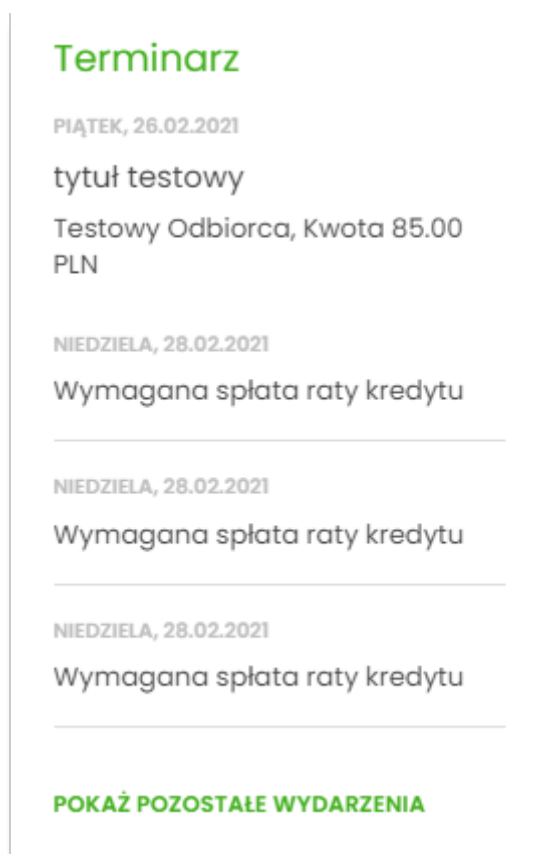 Terminarz
PIĄTEK, 26.02.2021
tytuł testowy
Testowy Odbiorca, Kwota 85.00
PLN
NIEDZIELA, 28.02.2021
Wymagana spłata raty kredytu
NIEDZIELA, 28.02.2021
Wymagana spłata raty kredytu
NIEDZIELA, 28.02.2021
Wymagana spłata raty kredytu
POKAŻ POZOSTAŁE WYDARZENIA